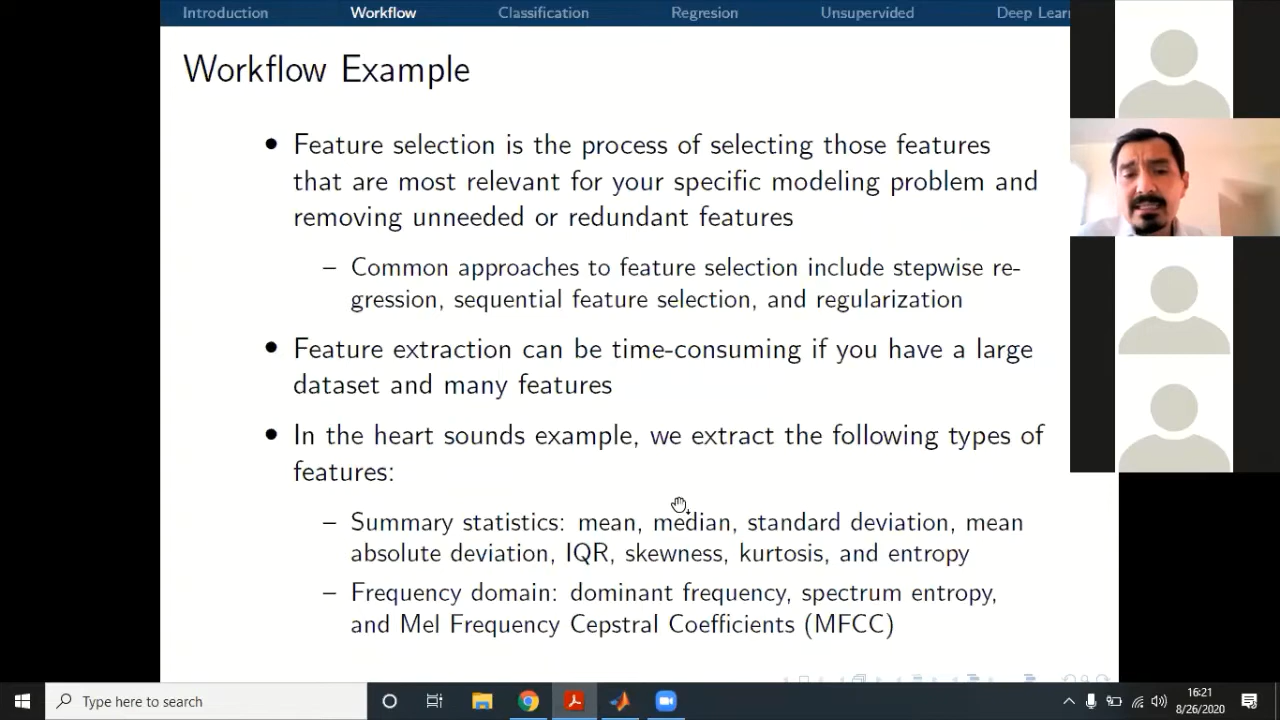 Introduction Workflow Classification Regresion Unsupervised Deep Lear
Workflow Example
• Feature selection is the process of selecting those features
that are most relevant for your specific modeling problem and
removing unneeded or redundant features
– Common approaches to feature selection include stepwise re-
gression, sequential feature selection, and regularization
• Feature extraction can be time-consuming if you have a large
dataset and many features
• In the heart sounds example, we extract the following types of
features:
– Summary statistics: mean, median, standard deviation, mean
absolute deviation, IQR, skewness, kurtosis, and entropy
– Frequency domain: dominant frequency, spectrum entropy,
and Mel Frequency Cepstral Coefficients (MFCC)
Type here to search
16:21
8/26/2020